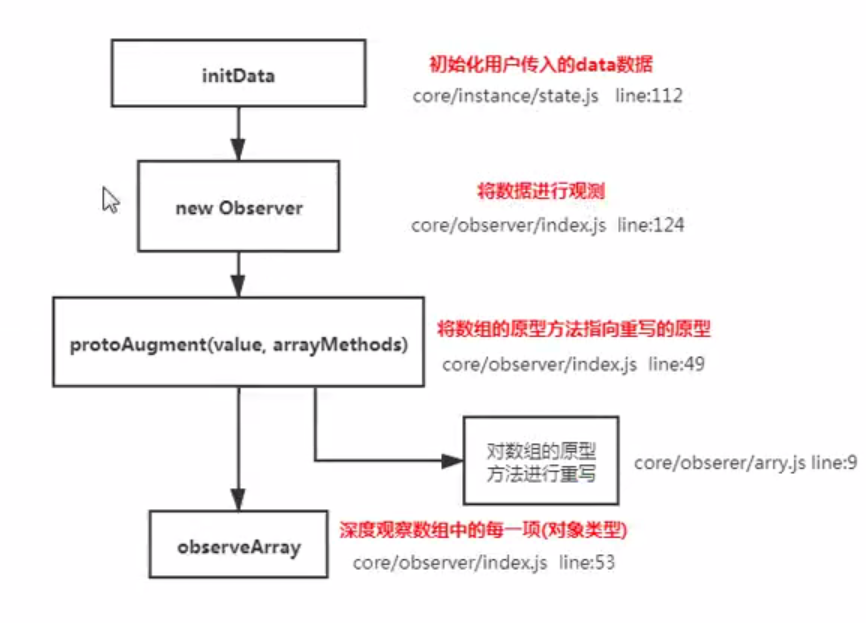 initData
初始化用户传入的data数据
core/instance/state.js line:112
new Observer
将数据进行观测
core/observer/index.js line:124
protoAugment(value, arrayMethods)
将数组的原型方法指向重写的原型
core/observer/index.js line:49
对数组的原型
方法进行重写
core/obserer/arry.js line:9
observeArray
深度观察数组中的每一项(对象类型)
core/observer/index.js line:53